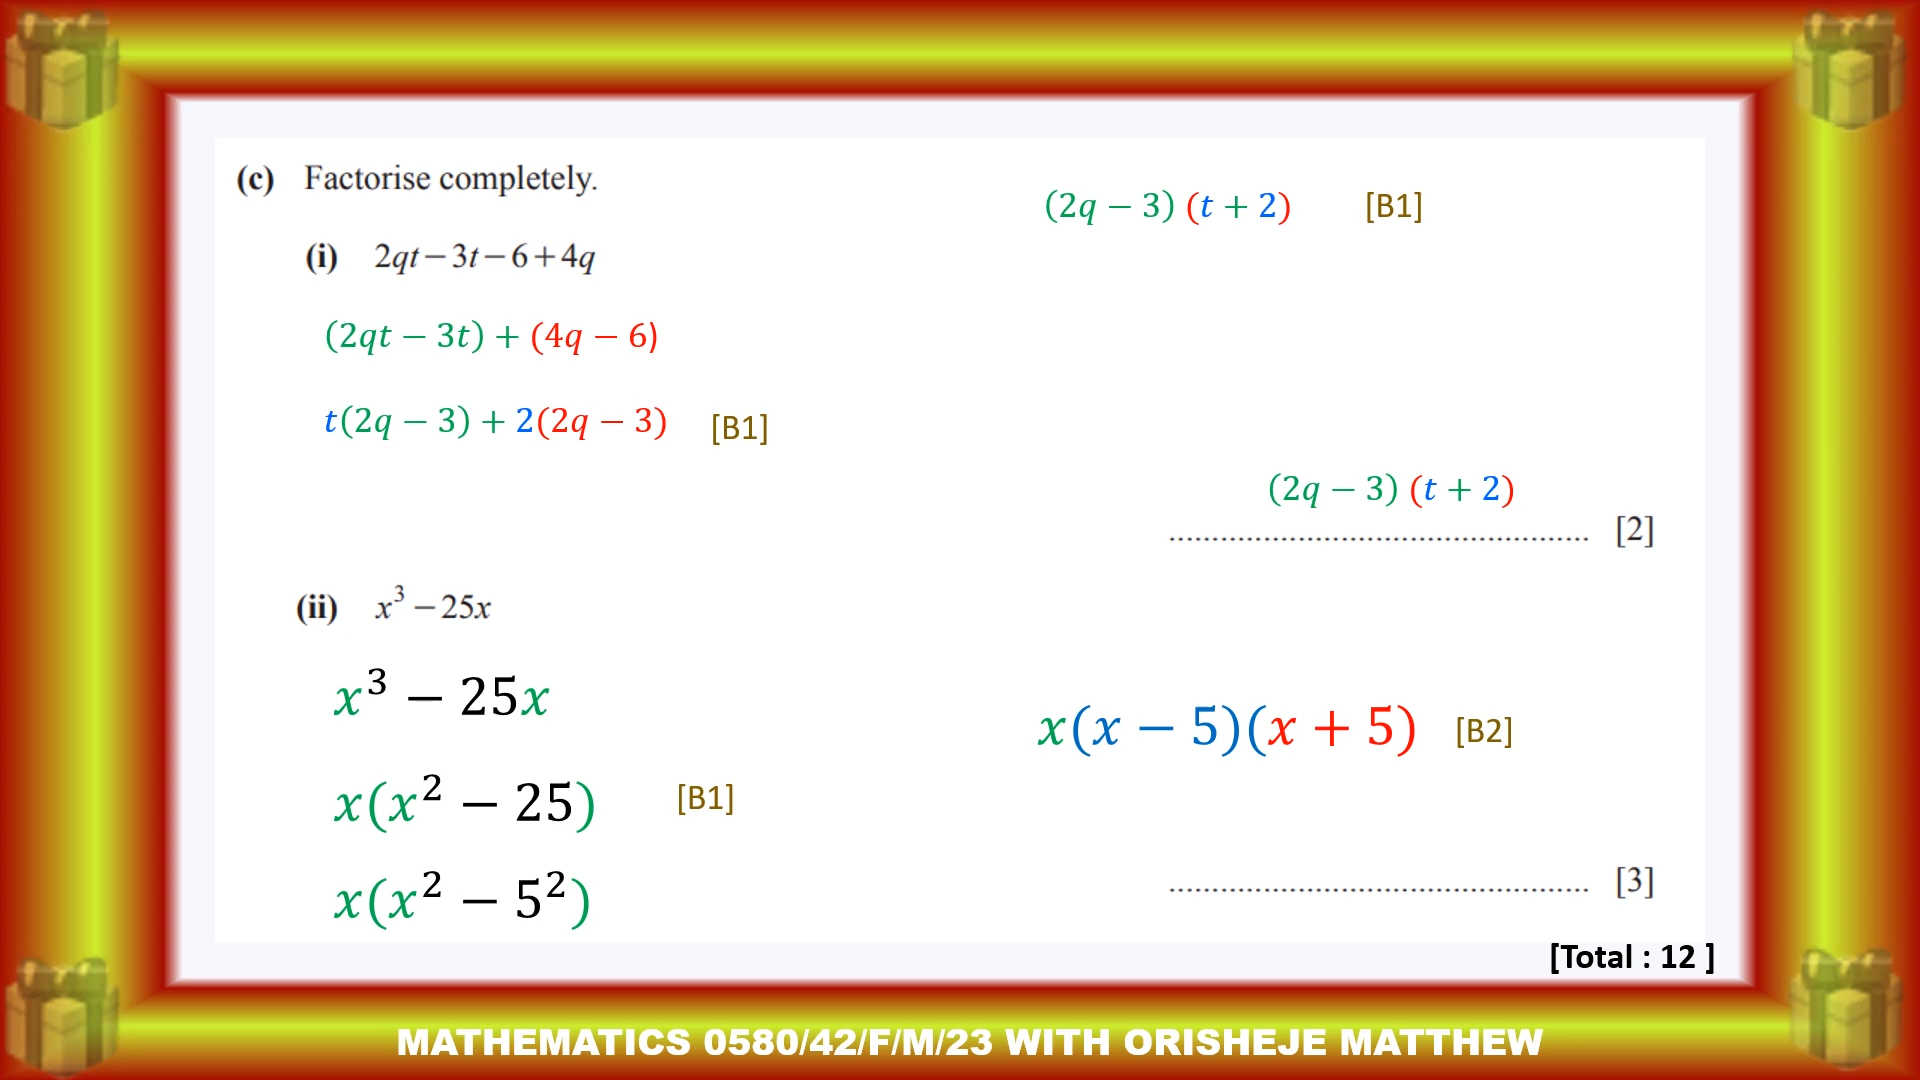 (c) Factorise completely.
(i) 2qt – 3t – 6 + 4q
(2qt − 3t) + (4q − 6)
t(2q − 3) + 2(2q − 3) [B1]
(2q − 3) (t + 2) [B1]
(2q − 3) (t + 2)
................................................ [2]
(ii) x³ – 25x
x³ − 25x
x(x² − 25) [B1]
x(x² − 5²)
x(x − 5)(x + 5) [B2]
................................................ [3]
[Total : 12 ]
MATHEMATICS 0580/42/F/M/23 WITH ORISHEJE MATTHEW